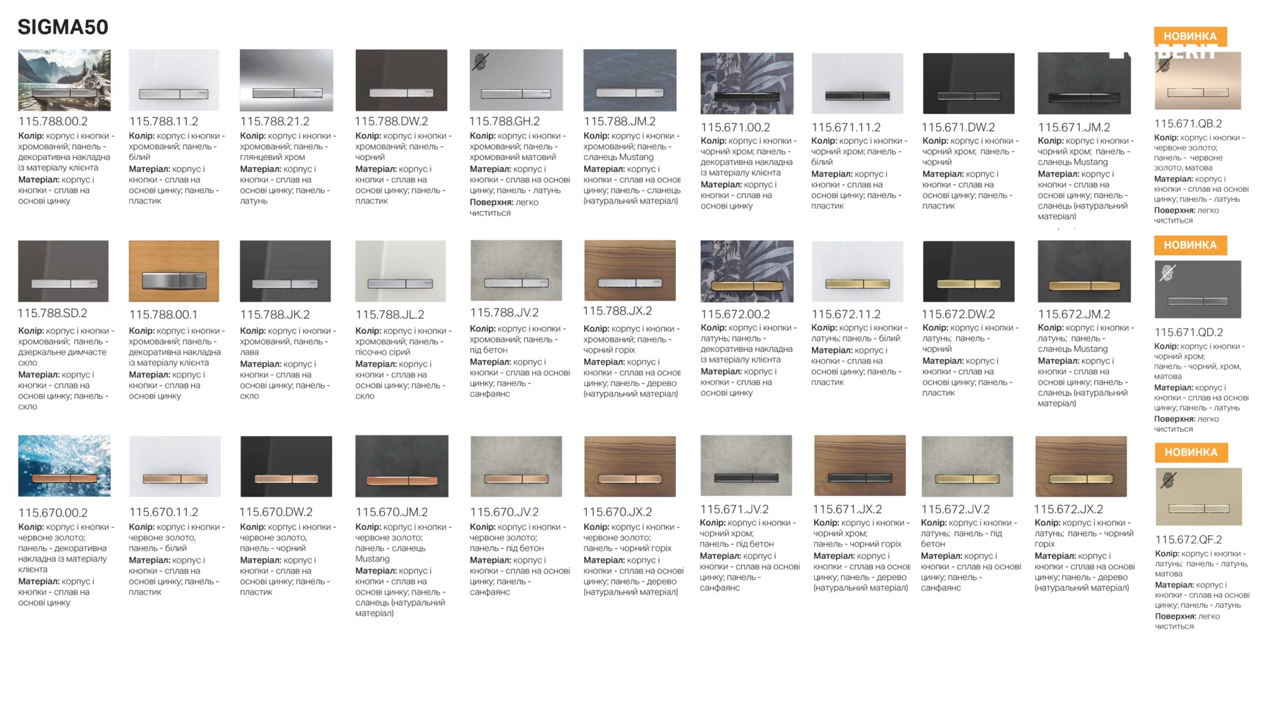 SIGMA50
НОВИНКА
115.788.00.2
Колір: корпус і кнопки -
хромований; панель -
декоративна накладна
із матеріалу клієнта
Матеріал: корпус і
кнопки - сплав на
основі цинку
115.788.11.2
Колір: корпус і кнопки -
хромований; панель -
білий
Матеріал: корпус і
кнопки - сплав на
основі цинку; панель -
пластик
115.788.21.2
Колір: корпус і кнопки -
хромований; панель -
глянцевий хром
Матеріал: корпус і
кнопки - сплав на
основі цинку; панель -
латунь
115.788.DW.2
Колір: корпус і кнопки -
хромований; панель -
чорний
Матеріал: корпус і
кнопки - сплав на
основі цинку; панель -
пластик
115.788.GH.2
Колір: корпус і кнопки -
хромований; панель -
хромований матовий
Матеріал: корпус і
кнопки - сплав на основі
цинку; панель - латунь
Поверхня: легко
чиститься
115.788.JM.2
Колір: корпус і кнопки -
хромований; панель -
сланець Mustang
Матеріал: корпус і
кнопки - сплав на основі
цинку; панель - сланець
(натуральний матеріал)
115.671.00.2
Колір: корпус і кнопки -
чорний хром; панель -
декоративна накладна
із матеріалу клієнта
Матеріал: корпус і
кнопки - сплав на
основі цинку
115.671.11.2
Колір: корпус і кнопки -
чорний хром; панель -
білий
Матеріал: корпус і
кнопки - сплав на
основі цинку; панель -
пластик
115.671.DW.2
Колір: корпус і кнопки -
чорний хром; панель -
чорний
Матеріал: корпус і
кнопки - сплав на
основі цинку; панель -
пластик
115.671.JM.2
Колір: корпус і кнопки -
чорний хром; панель -
сланець Mustang
Матеріал: корпус і
кнопки - сплав на
основі цинку; панель -
сланець (натуральний
матеріал)
115.671.QB.2
Колір: корпус і кнопки -
червоне золото;
панель - червоне
золото, матова
Матеріал: корпус і
кнопки - сплав на основі
цинку; панель - латунь
Поверхня: легко
чиститься
115.788.SD.2
Колір: корпус і кнопки -
хромований; панель -
дзеркальне димчасте
скло
Матеріал: корпус і
кнопки - сплав на
основі цинку; панель -
скло
115.788.00.1
Колір: корпус і кнопки -
хромований; панель -
декоративна накладна
із матеріалу клієнта
Матеріал: корпус і
кнопки - сплав на
основі цинку
115.788.JK.2
Колір: корпус і кнопки -
хромований; панель -
лава
Матеріал: корпус і
кнопки - сплав на
основі цинку; панель -
скло
115.788.JL.2
Колір: корпус і кнопки -
хромований; панель -
пісочно сірий
Матеріал: корпус і
кнопки - сплав на
основі цинку; панель -
скло
115.788.JV.2
Колір: корпус і кнопки -
хромований; панель -
під бетон
Матеріал: корпус і
кнопки - сплав на основі
цинку; панель -
санфаянс
115.788.JX.2
Колір: корпус і кнопки -
хромований; панель -
чорний горіх
Матеріал: корпус і
кнопки - сплав на основі
цинку; панель - дерево
(натуральний матеріал)
115.672.00.2
Колір: корпус і кнопки -
латунь; панель -
декоративна накладна
із матеріалу клієнта
Матеріал: корпус і
кнопки - сплав на
основі цинку
115.672.11.2
Колір: корпус і кнопки -
латунь; панель - білий
Матеріал: корпус і
кнопки - сплав на
основі цинку; панель -
пластик
115.672.DW.2
Колір: корпус і кнопки -
латунь; панель -
чорний
Матеріал: корпус і
кнопки - сплав на
основі цинку; панель -
пластик
115.672.JM.2
Колір: корпус і кнопки -
латунь; панель -
сланець Mustang
Матеріал: корпус і
кнопки - сплав на
основі цинку; панель -
сланець (натуральний
матеріал)
НОВИНКА
115.671.QD.2
Колір: корпус і кнопки -
чорний хром;
панель - чорний, хром,
матова
Матеріал: корпус і
кнопки - сплав на основі
цинку; панель - латунь
Поверхня: легко
чиститься
115.670.00.2
Колір: корпус і кнопки -
червоне золото;
панель - декоративна
накладна із матеріалу
клієнта
Матеріал: корпус і
кнопки - сплав на
основі цинку
115.670.11.2
Колір: корпус і кнопки -
червоне золото,
панель - білий
Матеріал: корпус і
кнопки - сплав на
основі цинку; панель -
пластик
115.670.DW.2
Колір: корпус і кнопки -
червоне золото,
панель - чорний
Матеріал: корпус і
кнопки - сплав на
основі цинку; панель -
пластик
115.670.JM.2
Колір: корпус і кнопки -
червоне золото;
панель - сланець
Mustang
Матеріал: корпус і
кнопки - сплав на
основі цинку; панель -
сланець (натуральний
матеріал)
115.670.JV.2
Колір: корпус і кнопки -
червоне золото;
панель - під бетон
Матеріал: корпус і
кнопки - сплав на основі
цинку; панель -
санфаянс
115.670.JX.2
Колір: корпус і кнопки -
червоне золото;
панель - чорний горіх
Матеріал: корпус і
кнопки - сплав на основі
цинку; панель - дерево
(натуральний матеріал)
115.671.JV.2
Колір: корпус і кнопки -
чорний хром;
панель - під бетон
Матеріал: корпус і
кнопки - сплав на основі
цинку; панель -
санфаянс
115.671.JX.2
Колір: корпус і кнопки -
чорний хром;
панель - чорний горіх
Матеріал: корпус і
кнопки - сплав на основі
цинку; панель - дерево
(натуральний матеріал)
115.672.JV.2
Колір: корпус і кнопки -
латунь; панель - під
бетон
Матеріал: корпус і
кнопки - сплав на основі
цинку; панель -
санфаянс
115.672.JX.2
Колір: корпус і кнопки -
латунь; панель - чорний
горіх
Матеріал: корпус і
кнопки - сплав на основі
цинку; панель - дерево
(натуральний матеріал)
НОВИНКА
115.672.QF.2
Колір: корпус і кнопки -
латунь; панель - латунь,
матова
Матеріал: корпус і
кнопки - сплав на основі
цинку; панель - латунь
Поверхня: легко
чиститься